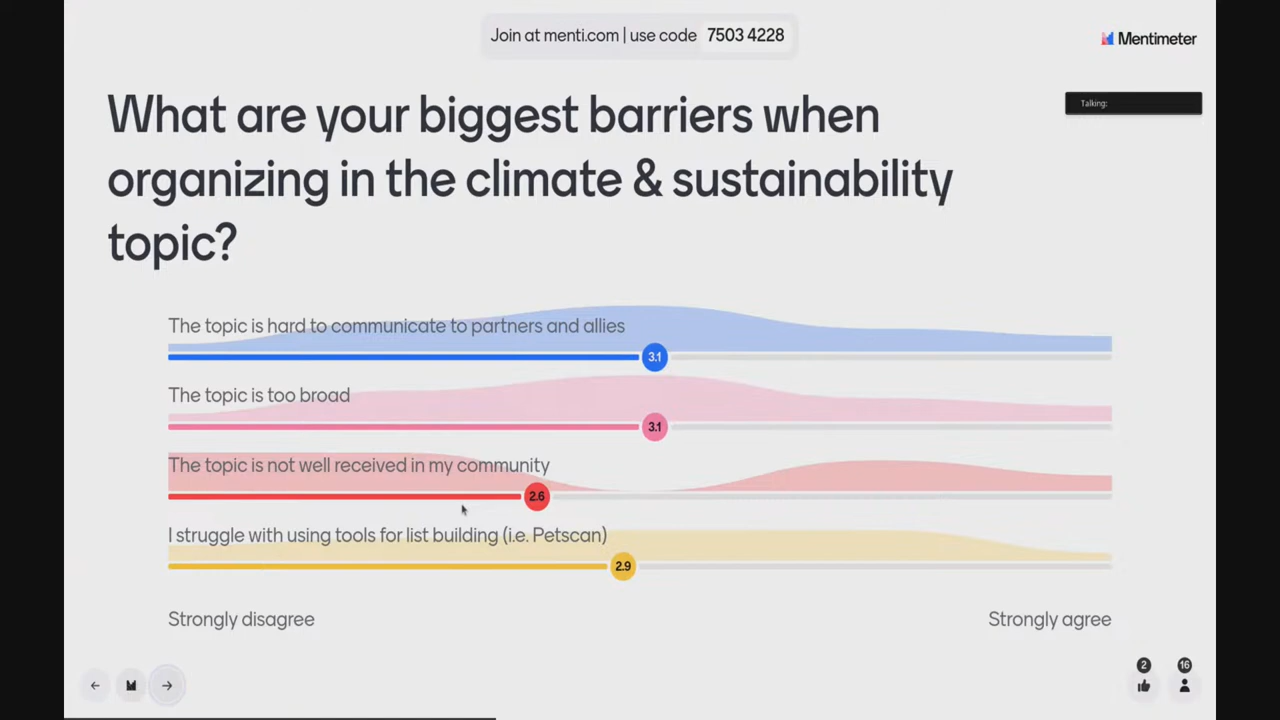 Join at menti.com | use code 7503 4228
Mentimeter
Talking:
What are your biggest barriers when
organizing in the climate & sustainability
topic?
The topic is hard to communicate to partners and allies
3.1
The topic is too broad
3.1
The topic is not well received in my community
2.6
I struggle with using tools for list building (i.e. Petscan)
2.9
Strongly disagree
Strongly agree
2
16